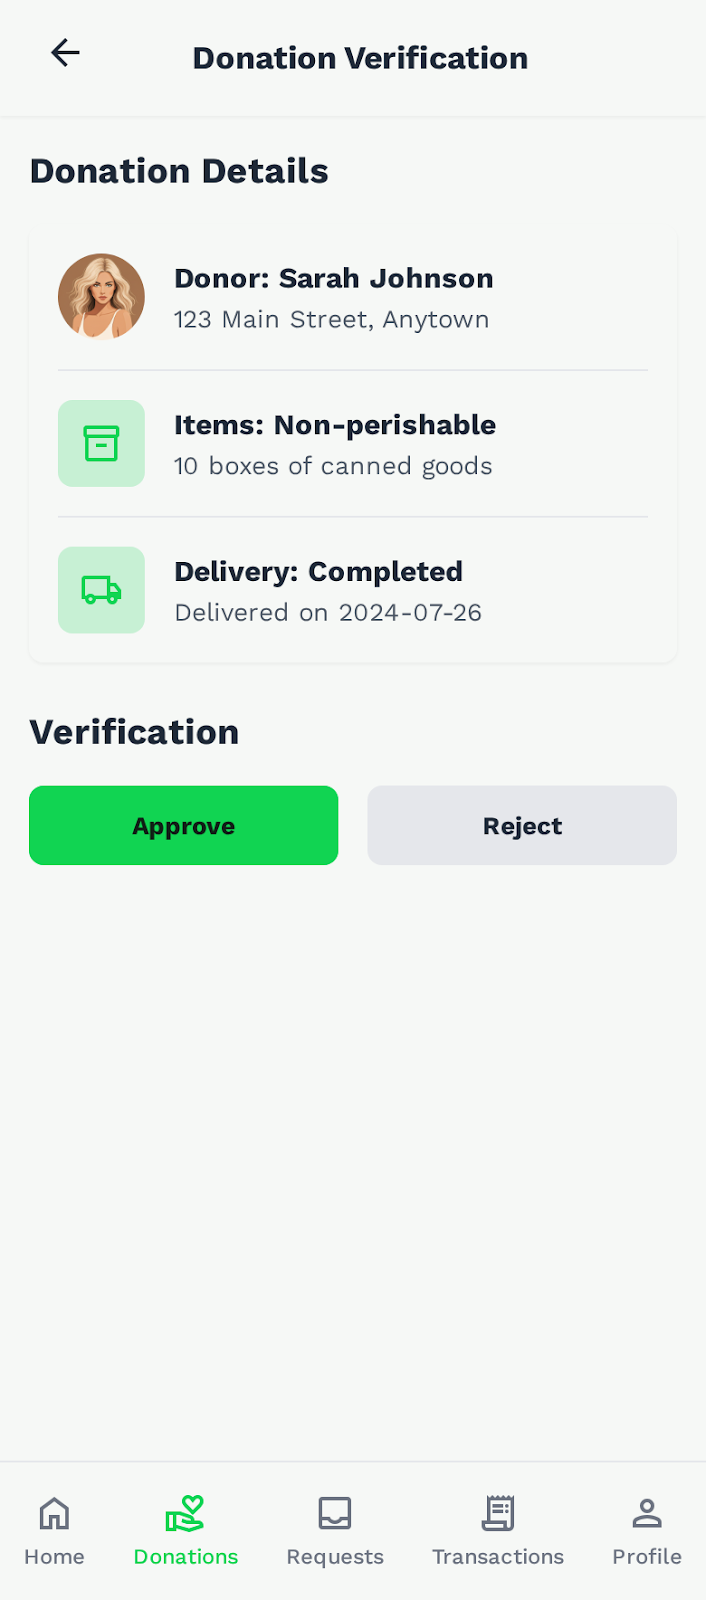 Donation Verification
Donation Details
Donor: Sarah Johnson
123 Main Street, Anytown
Items: Non-perishable
10 boxes of canned goods
Delivery: Completed
Delivered on 2024-07-26
Verification
Approve
Reject
Home
Donations
Requests
Transactions
Profile